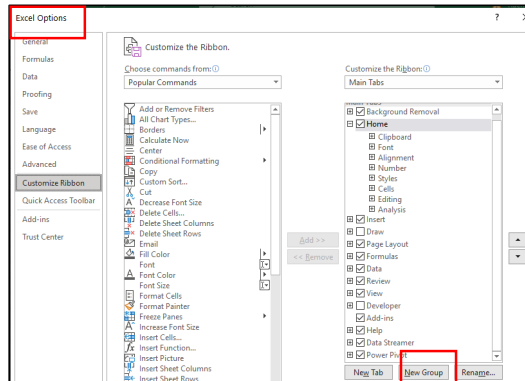 Excel Options
?
General
Formulas
Data
Proofing
Save
Language
Ease of Access
Advanced
Customize Ribbon
Quick Access Toolbar
Add-ins
Trust Center
Customize the Ribbon.
Choose commands from:
Popular Commands
Add or Remove Filters
All Chart Types...
Borders
Calculate Now
Center
Conditional Formatting
Copy
Custom Sort...
Cut
Decrease Font Size
Delete Cells...
Delete Sheet Columns
Delete Sheet Rows
Email
Fill Color
Font
Font Color
Font Size
Format Cells
Format Painter
Freeze Panes
Increase Font Size
Insert Cells...
Insert Function...
Insert Picture
Insert Sheet Columns
Insert Sheet Rows
Add >>
<< Remove
Customize the Ribbon:
Main Tabs
Main Tabs
Background Removal
Home
Clipboard
Font
Alignment
Number
Styles
Cells
Editing
Analysis
Insert
Draw
Page Layout
Formulas
Data
Review
View
Developer
Add-ins
Help
Data Streamer
Power Pivot
New Tab
New Group
Rename...